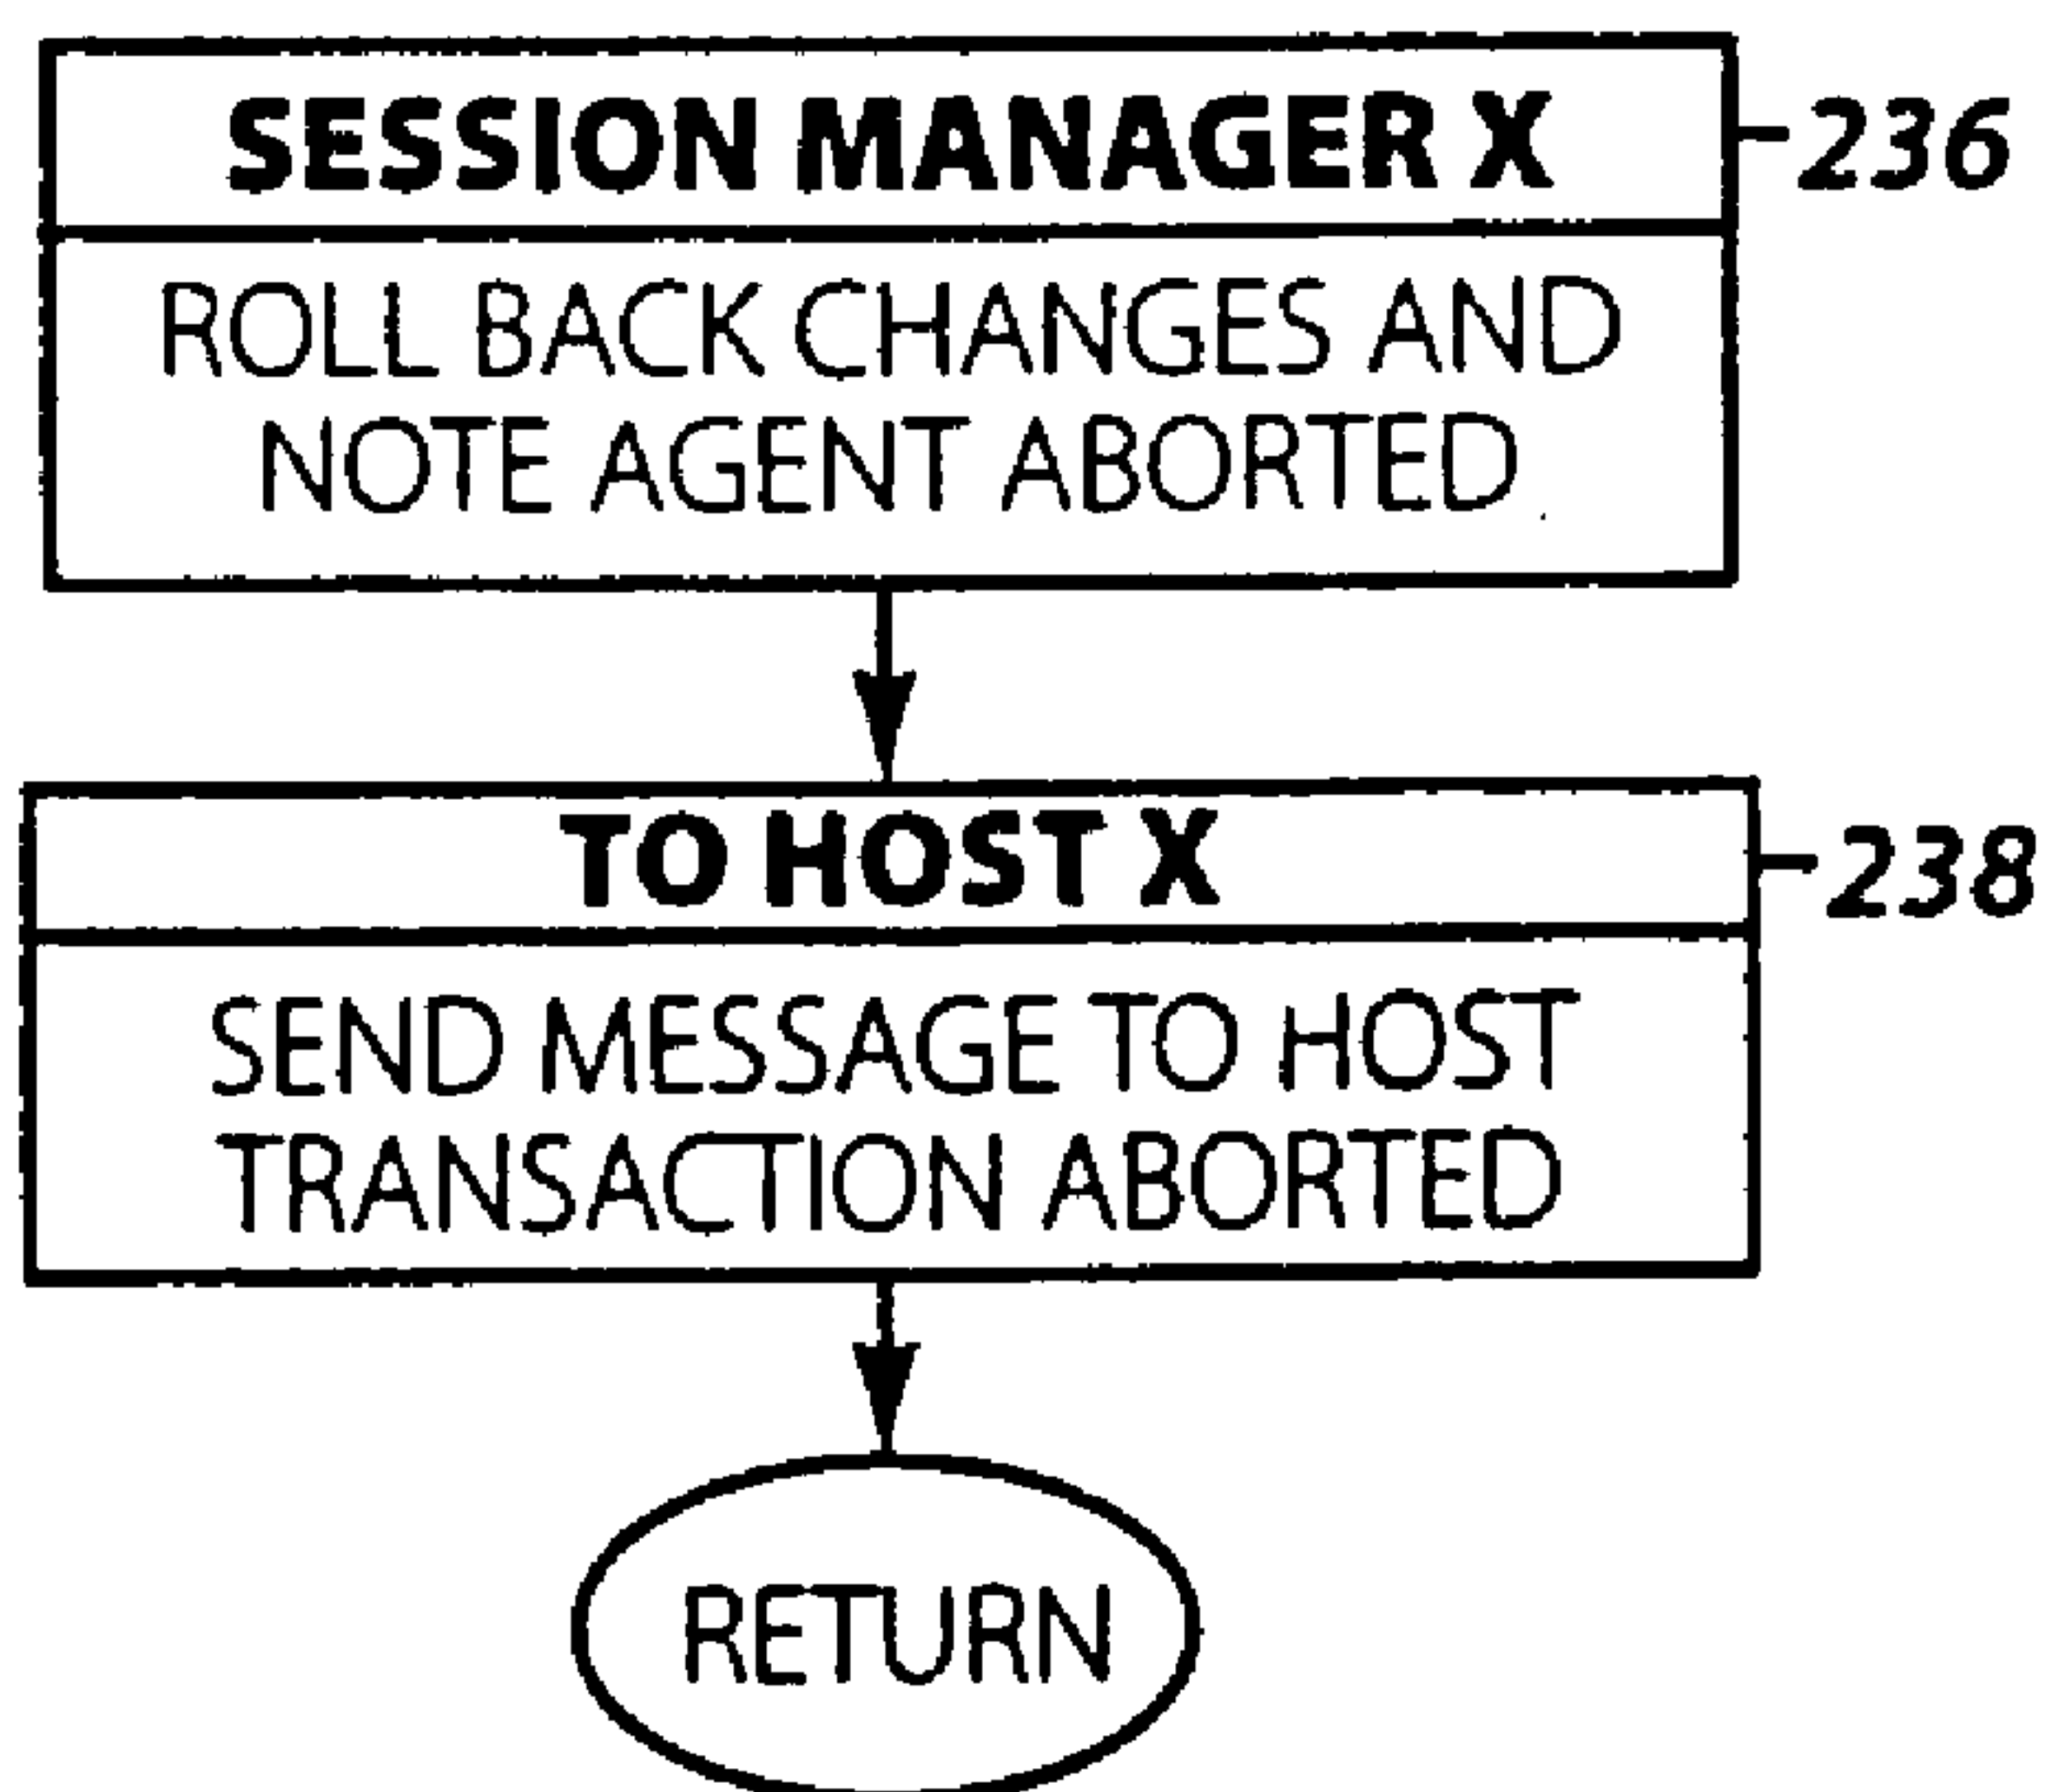 SESSION MANAGER X
236
ROLL BACK CHANGES AND
NOTE AGENT ABORTED
TO HOST X
238
SEND MESSAGE TO HOST
TRANSACTION ABORTED
RETURN